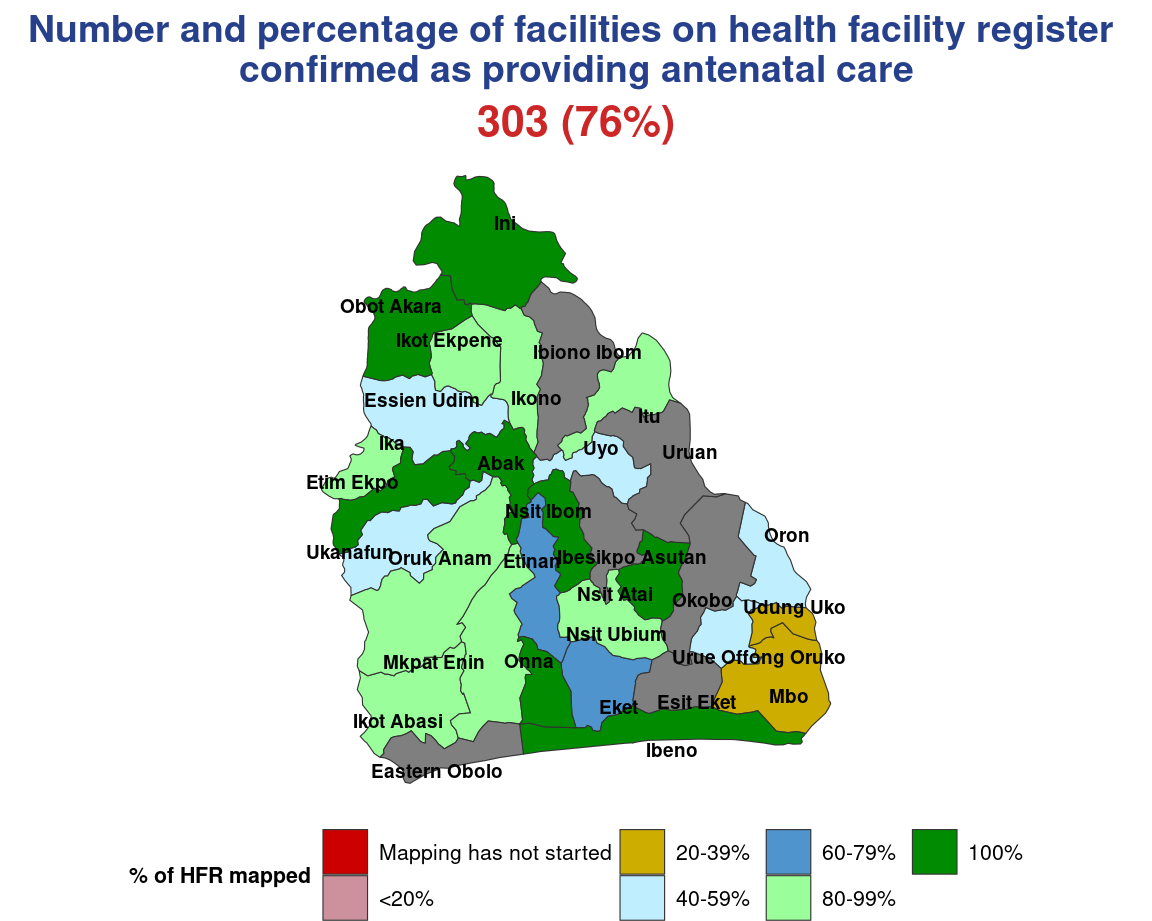 Number and percentage of facilities on health facility register
confirmed as providing antenatal care
303 (76%)
Ini
Obot Akara
Ikot Ekpene
Ibiono Ibom
Essien Udim
Ikono
Itu
Ika
Uyo
Uruan
Abak
Etim Ekpo
Nsit Ibom
Oron
Ukanafun
Oruk Anam
Etinan
Ibesikpo Asutan
Nsit Atai
Okobo
Udung Uko
Nsit Ubium
Mkpat Enin
Onna
Urue Offong Oruko
Mbo
Esit Eket
Eket
Ikot Abasi
Ibeno
Eastern Obolo
% of HFR mapped
Mapping has not started
<20%
20-39%
40-59%
60-79%
80-99%
100%